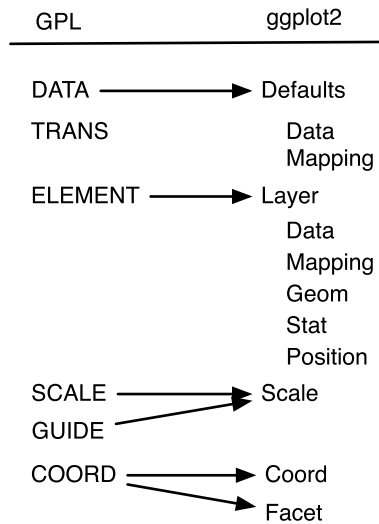 GPL ggplot2
DATA Defaults
TRANS Data
Mapping
ELEMENT Layer
Data
Mapping
Geom
Stat
Position
SCALE Scale
GUIDE
COORD Coord
Facet